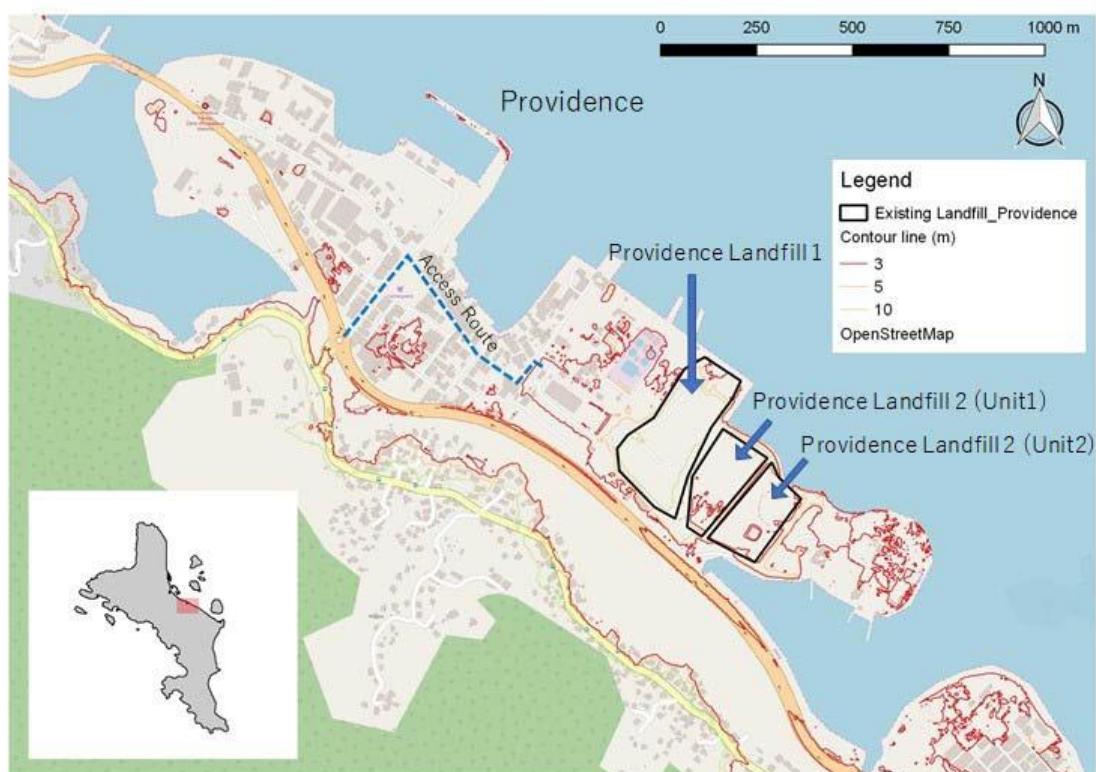 0 250 500 750 1000 m
Providence
N
Legend
Existing Landfill_Providence
Contour line (m)
3
5
10
OpenStreetMap
Providence Landfill 1
Access Route
Providence Landfill 2 (Unit1)
Providence Landfill 2 (Unit2)